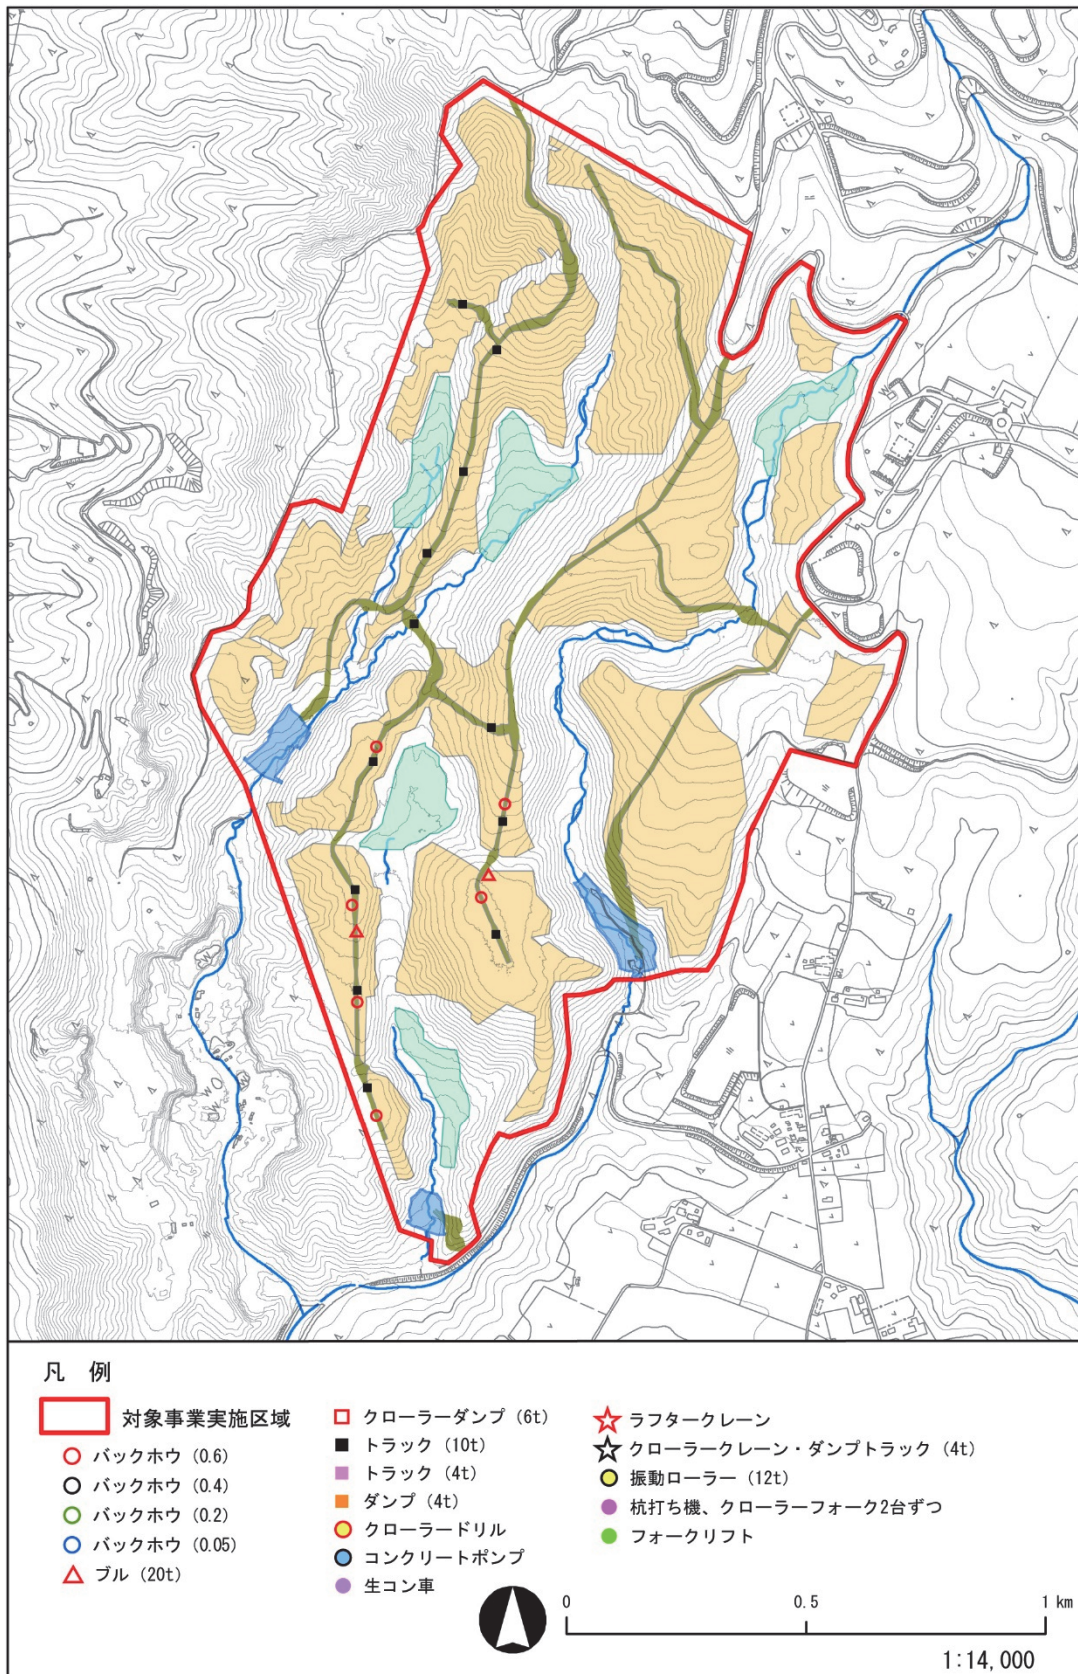 凡 例
対象事業実施区域
バックホウ (0.6)
バックホウ (0.4)
バックホウ (0.2)
バックホウ (0.05)
ブル (20t)
クローラーダンプ (6t)
トラック (10t)
トラック (4t)
ダンプ (4t)
クローラードリル
コンクリートポンプ
生コン車
ラフタークレーン
クローラークレーン・ダンプトラック (4t)
振動ローラー (12t)
杭打ち機、クローラーフォーク2台ずつ
フォークリフト
0 0.5 1 km
1:14,000